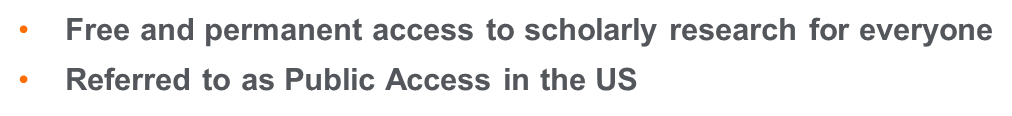 • Free and permanent access to scholarly research for everyone
• Referred to as Public Access in the US